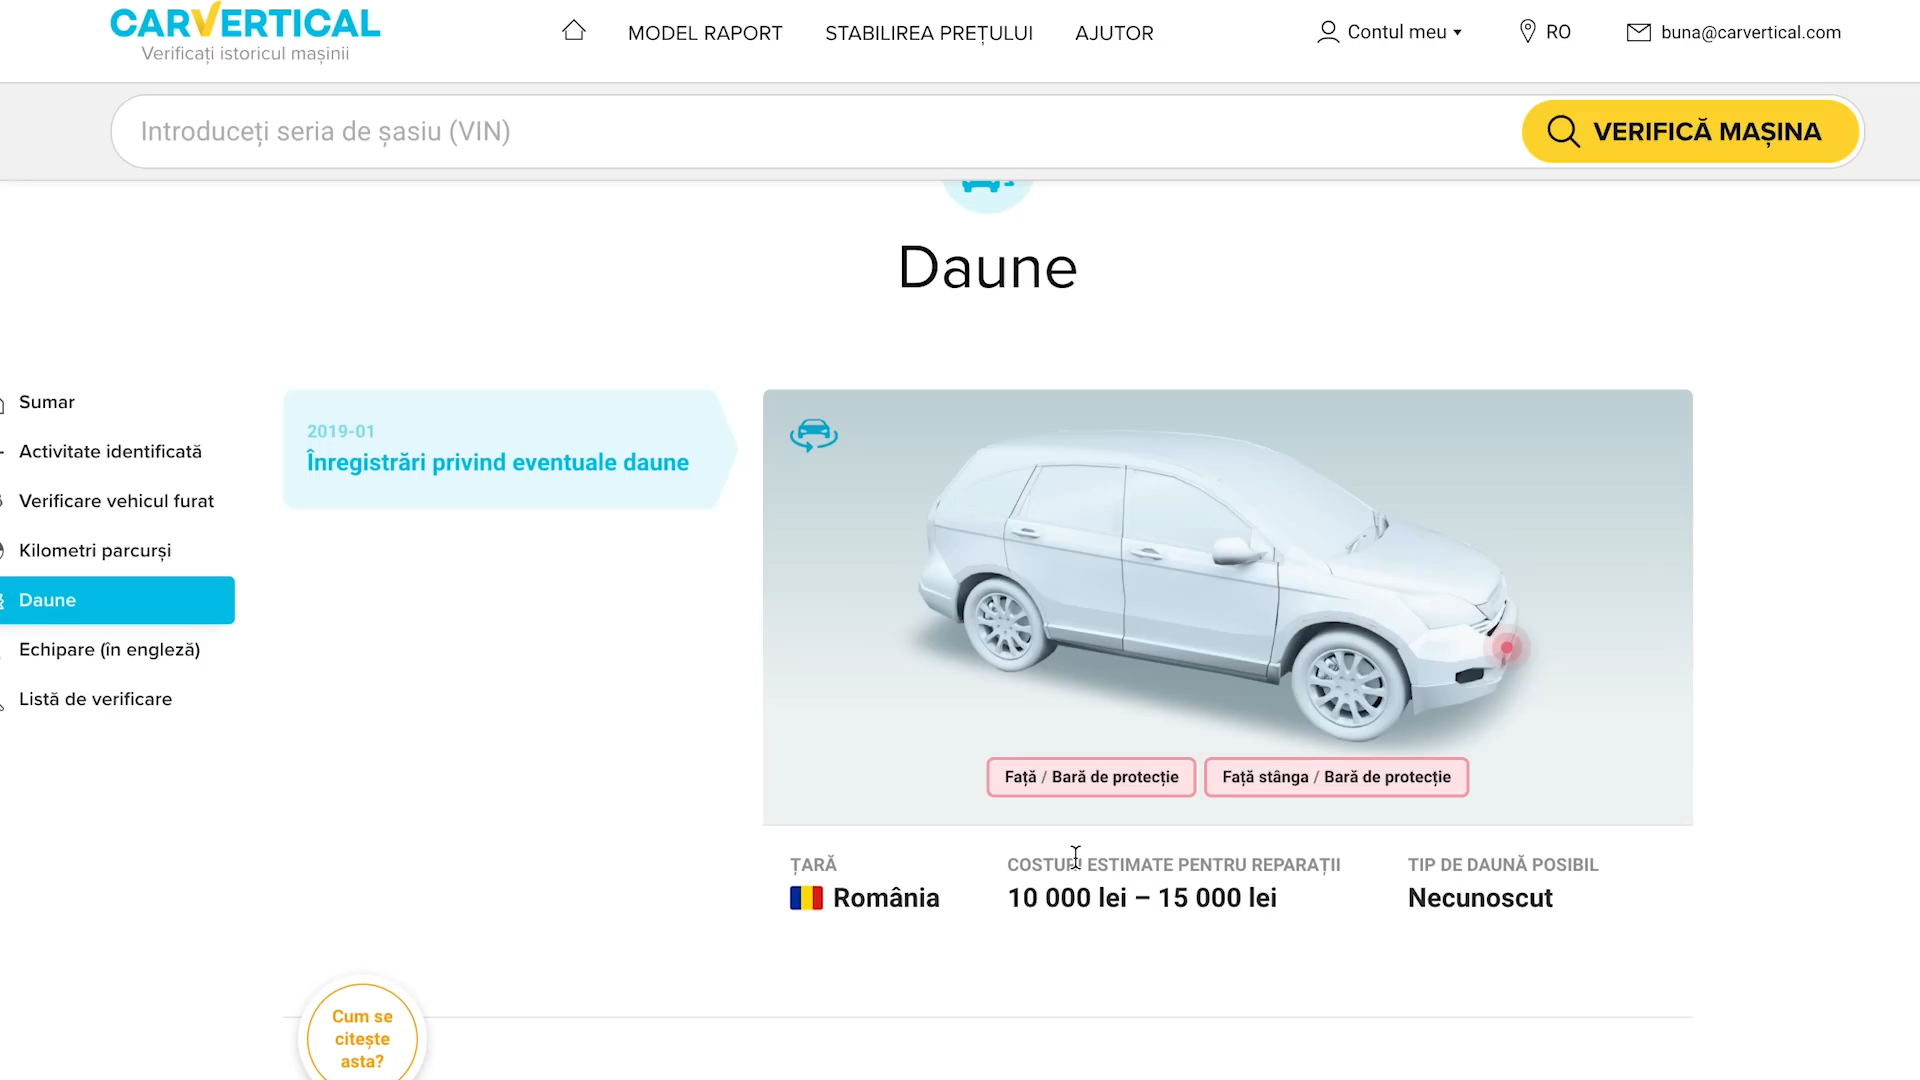 CARVERTICAL
Verificați istoricul mașinii
MODEL RAPORT
STABILIREA PREȚULUI
AJUTOR
Contul meu
RO
buna@carvertical.com
Introduceți seria de șasiu (VIN)
VERIFICĂ MAȘINA
Daune
Sumar
Activitate identificată
Verificare vehicul furat
Kilometri parcurși
Daune
Echipare (în engleză)
Listă de verificare
2019-01
Înregistrări privind eventuale daune
Față / Bară de protecție
Față stânga / Bară de protecție
ȚARĂ
România
COSTURI ESTIMATE PENTRU REPARAȚII
10 000 lei – 15 000 lei
TIP DE DAUNĂ POSIBIL
Necunoscut
Cum se
citește
asta?